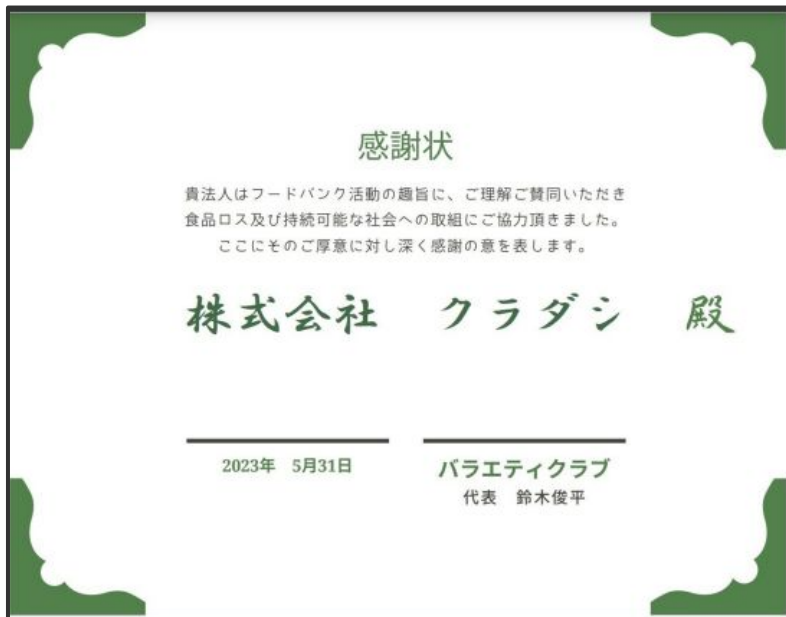 感謝状
貴法人はフードバンク活動の趣旨に、ご理解ご賛同いただき
食品ロス及び持続可能な社会への取組にご協力頂きました。
ここにそのご厚意に対し深く感謝の意を表します。
株式会社　クラダシ　殿
2023年　5月31日
バラエティクラブ
代表　鈴木俊平